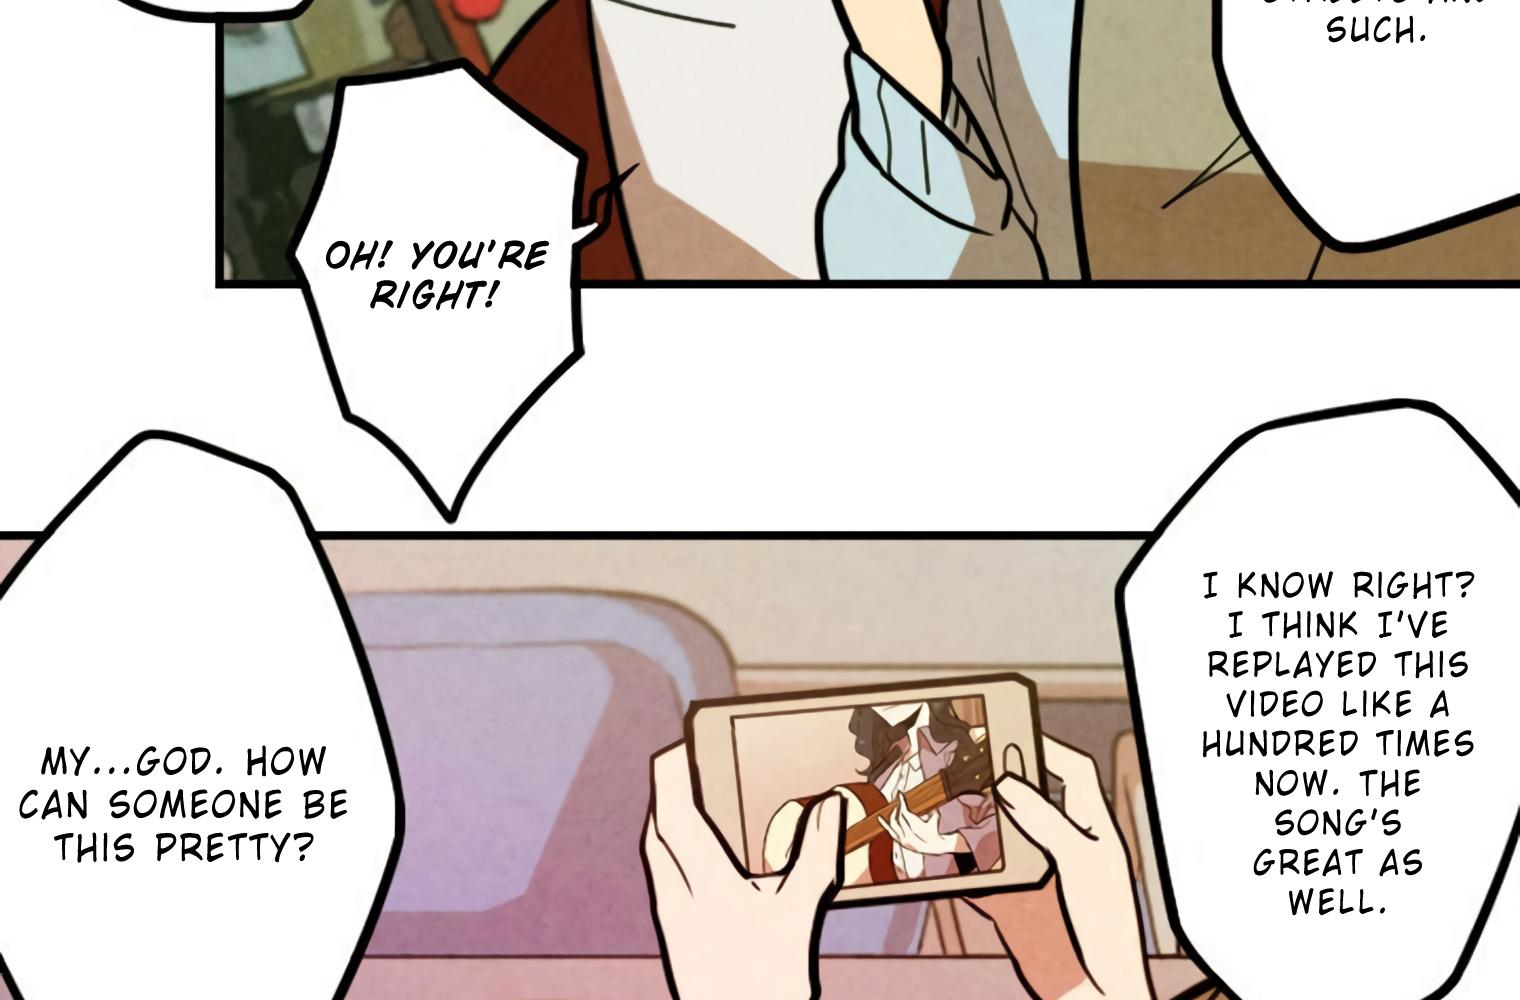 SUCH.
OH! YOU'RE
RIGHT!
MY...GOD. HOW
CAN SOMEONE BE
THIS PRETTY?
I KNOW RIGHT?
I THINK I'VE
REPLAYED THIS
VIDEO LIKE A
HUNDRED TIMES
NOW. THE
SONG'S
GREAT AS
WELL.